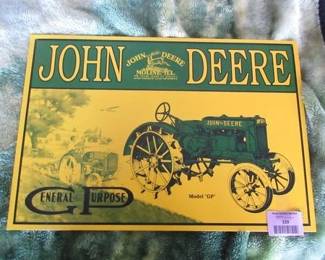 JOHN DEERE
JOHN DEERE
MOLINE, ILL.
JOHN DEERE
GENERAL PURPOSE
Model "GP"